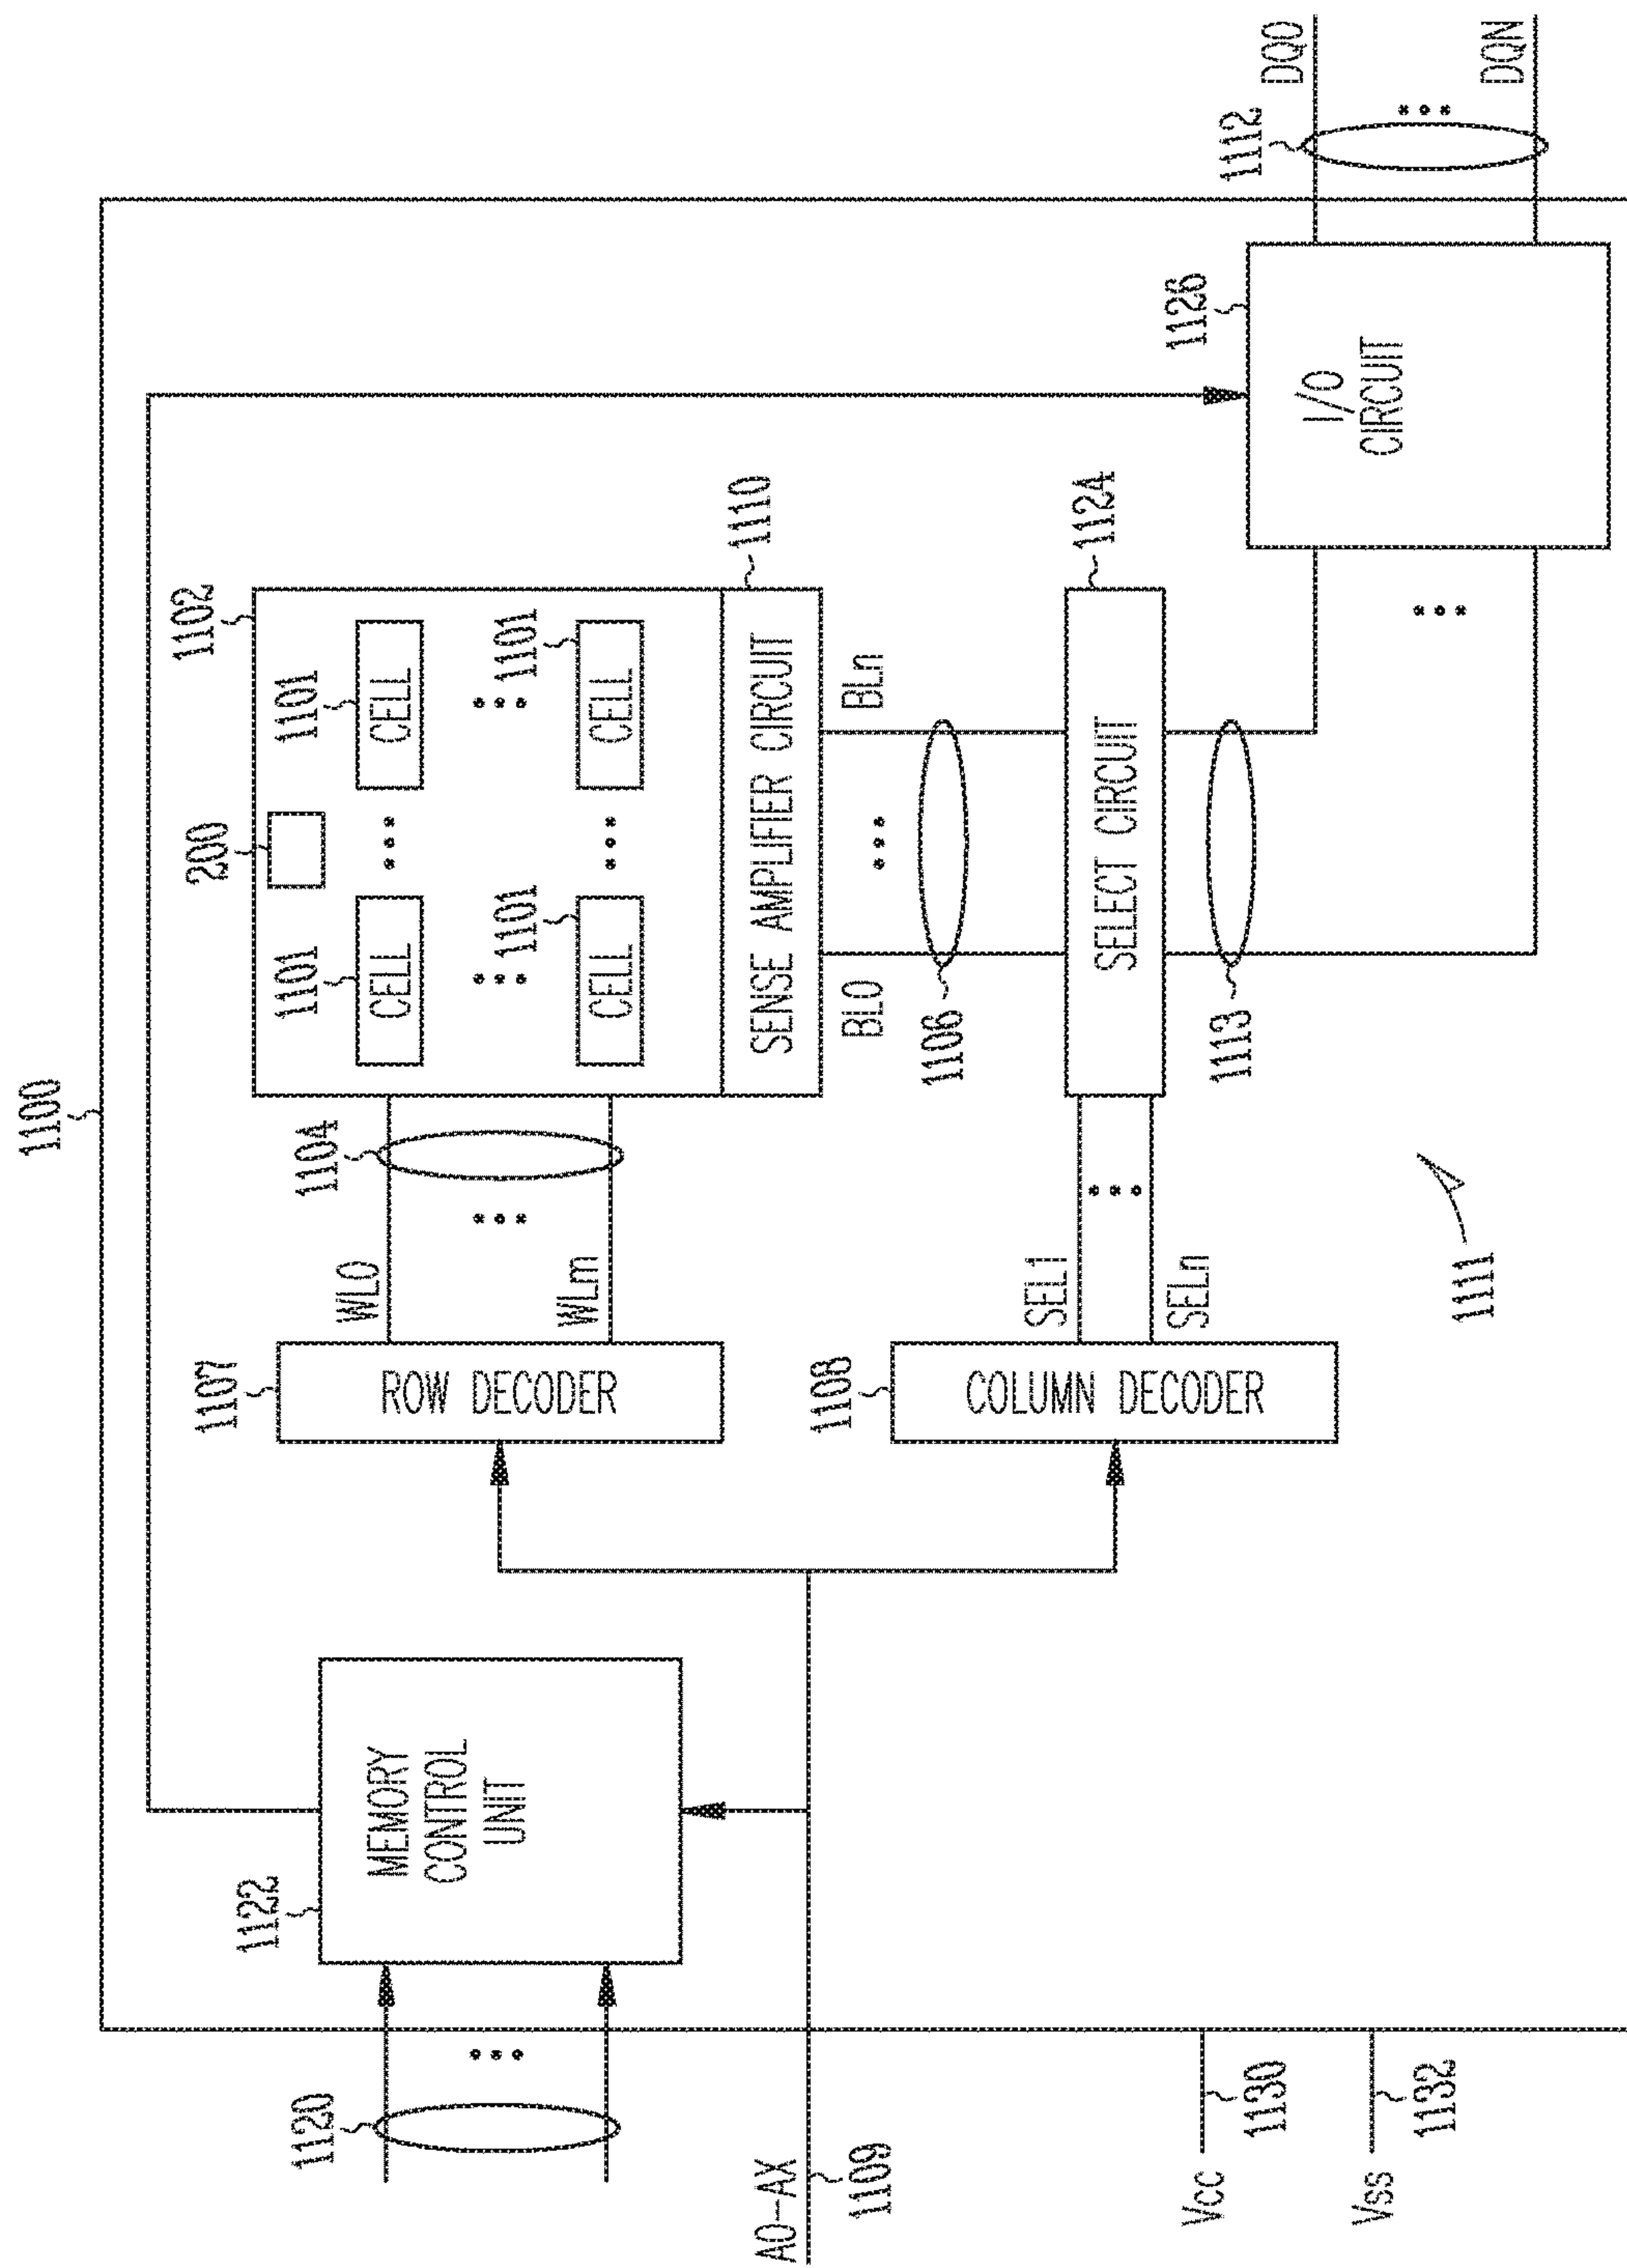 1100
1102
200
1101
1101
CELL
CELL
1101
1101
CELL
CELL
1110
SENSE AMPLIFIER CIRCUIT
1104
WL0
WLm
1107
ROW DECODER
1122
MEMORY
CONTROL
UNIT
1120
A0-AX
1109
BL0
BLn
1106
1108
COLUMN DECODER
SEL1
SELn
1124
SELECT CIRCUIT
1113
1126
I/O
CIRCUIT
1112
DQ0
DQN
1111
Vcc
1130
Vss
1132